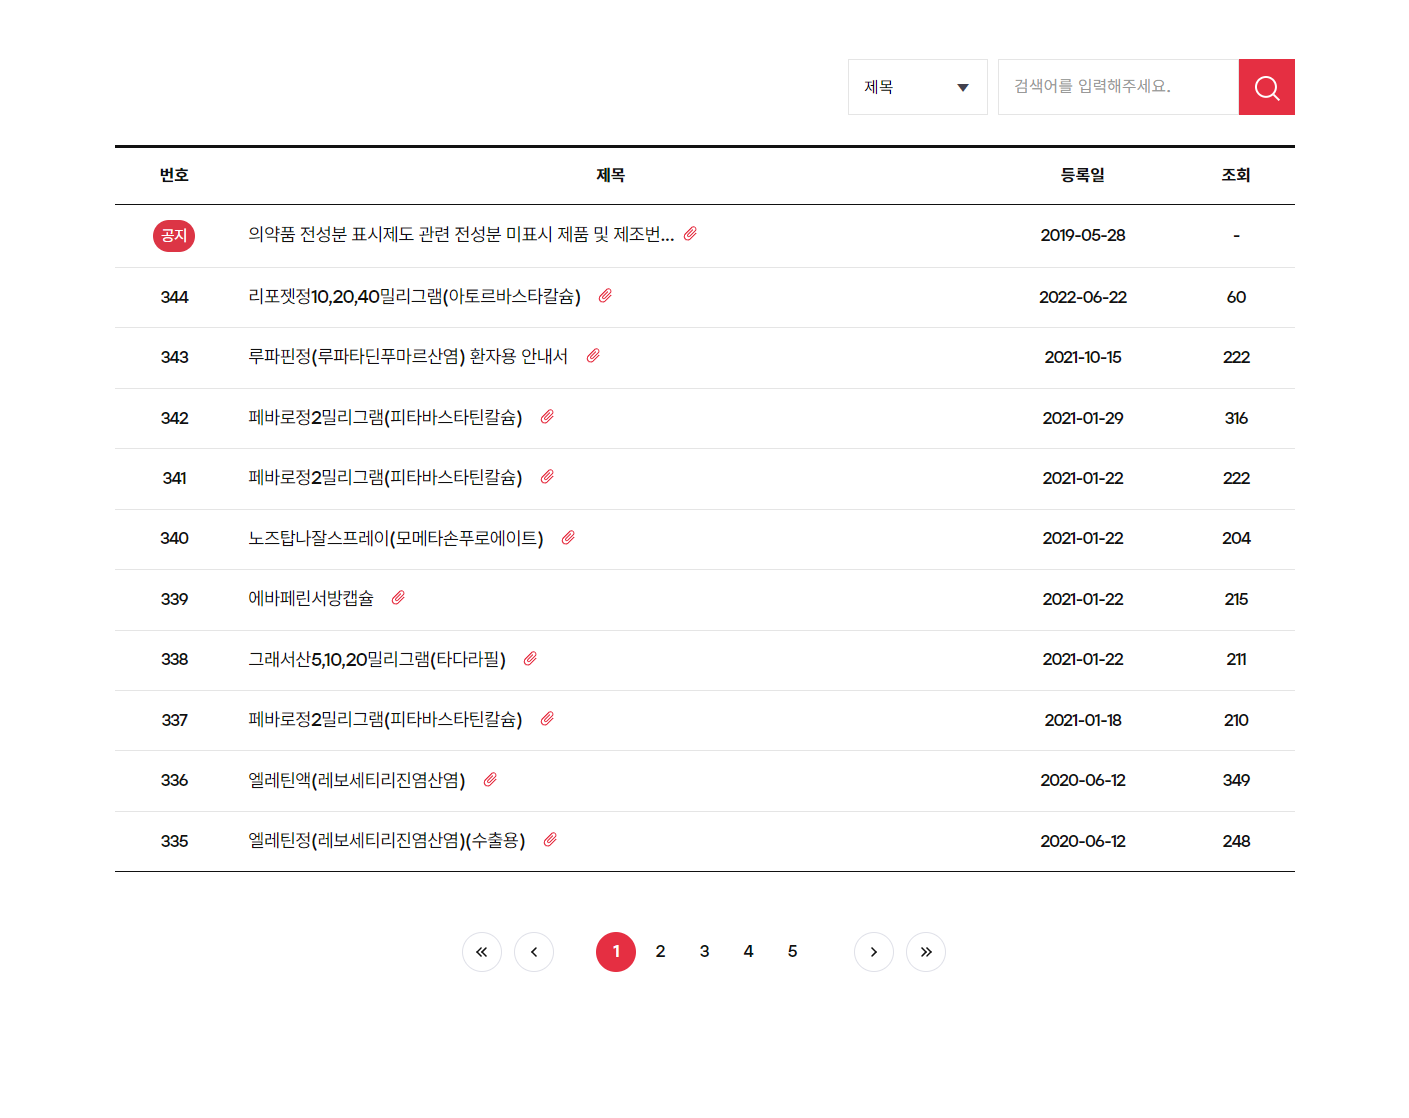 제목 검색어를 입력해주세요.
번호 제목 등록일 조회
공지 의약품 전성분 표시제도 관련 전성분 미표시 제품 및 제조번... 2019-05-28 -
344 리포젯정10,20,40밀리그램(아토르바스타칼슘) 2022-06-22 60
343 루파핀정(루파타딘푸마르산염) 환자용 안내서 2021-10-15 222
342 페바로정2밀리그램(피타바스타틴칼슘) 2021-01-29 316
341 페바로정2밀리그램(피타바스타틴칼슘) 2021-01-22 222
340 노즈탑나잘스프레이(모메타손푸로에이트) 2021-01-22 204
339 에바페린서방캡슐 2021-01-22 215
338 그래서산5,10,20밀리그램(타다라필) 2021-01-22 211
337 페바로정2밀리그램(피타바스타틴칼슘) 2021-01-18 210
336 엘레틴액(레보세티리진염산염) 2020-06-12 349
335 엘레틴정(레보세티리진염산염)(수출용) 2020-06-12 248
1 2 3 4 5